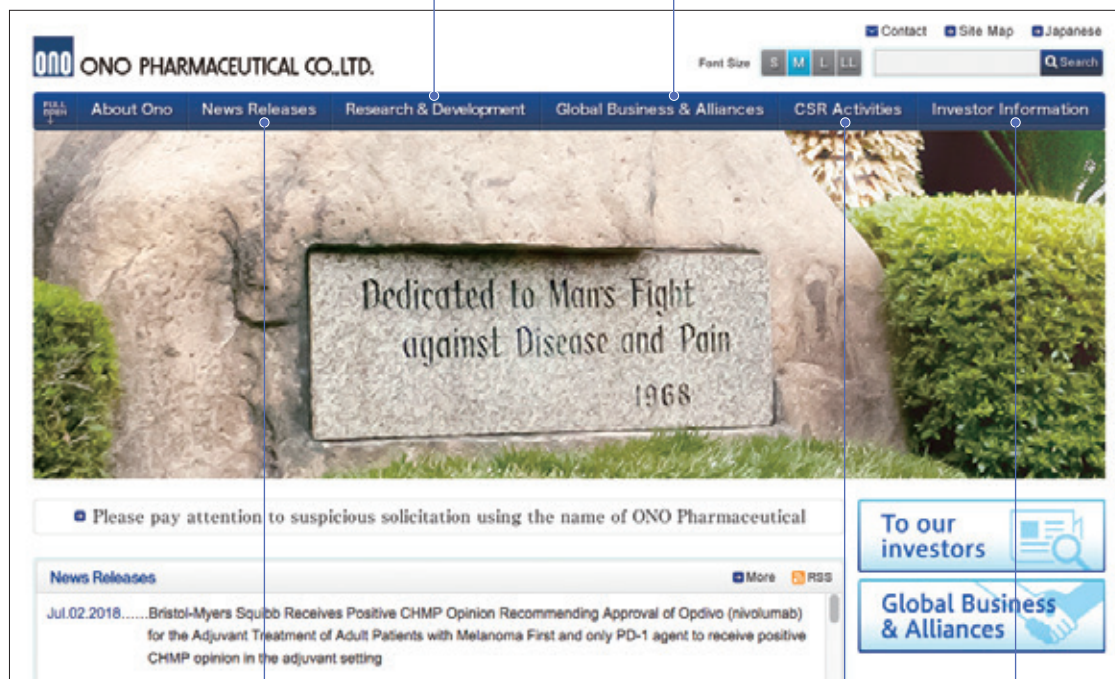 Contact Site Map Japanese
ono ONO PHARMACEUTICAL CO.,LTD.
Font Size S M L LL Search
FULL OPEN About Ono News Releases Research & Development Global Business & Alliances CSR Activities Investor Information
Dedicated to Man's Fight
against Disease and Pain
1968
Please pay attention to suspicious solicitation using the name of ONO Pharmaceutical
To our
investors
News Releases More RSS
Jul.02.2018......Bristol-Myers Squibb Receives Positive CHMP Opinion Recommending Approval of Opdivo (nivolumab)
for the Adjuvant Treatment of Adult Patients with Melanoma First and only PD-1 agent to receive positive
CHMP opinion in the adjuvant setting
Global Business
& Alliances